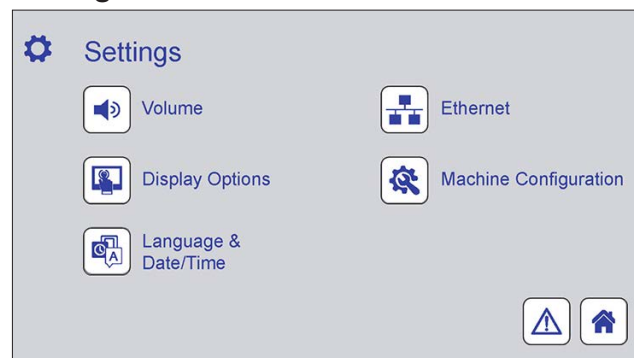 Settings
Volume
Ethernet
Display Options
Machine Configuration
Language &
Date/Time
A